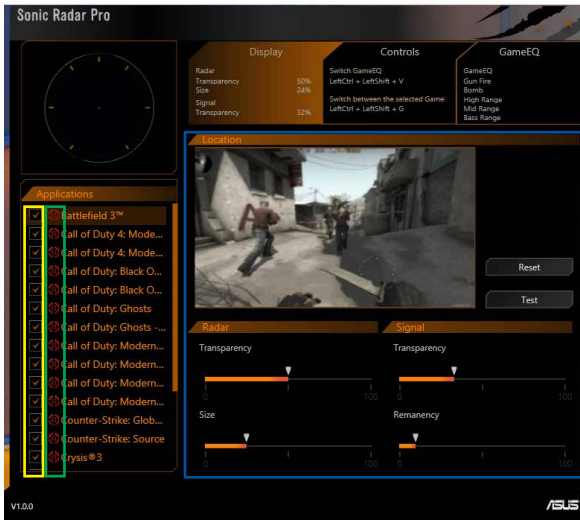 Sonic Radar Pro
Display
Radar
Transparency 50%
Size 24%
Signal
Transparency 32%
Controls
Switch GameEQ
LeftCtrl + LeftShift + V
Switch between the selected Game
LeftCtrl + LeftShift + G
GameEQ
GameEQ
Gun Fire
Bomb
High Range
Mid Range
Bass Range
Location
A
Reset
Test
Applications
Battlefield 3™
Call of Duty 4: Mode...
Call of Duty 4: Mode...
Call of Duty: Black O...
Call of Duty: Black O...
Call of Duty: Ghosts
Call of Duty: Ghosts -...
Call of Duty: Modern...
Call of Duty: Modern...
Call of Duty: Modern...
Call of Duty: Modern...
Counter-Strike: Glob...
Counter-Strike: Source
Crysis®3
Radar
Transparency
0 100
Size
0 100
Signal
Transparency
0 100
Remanency
0 100
V1.0.0
ASUS